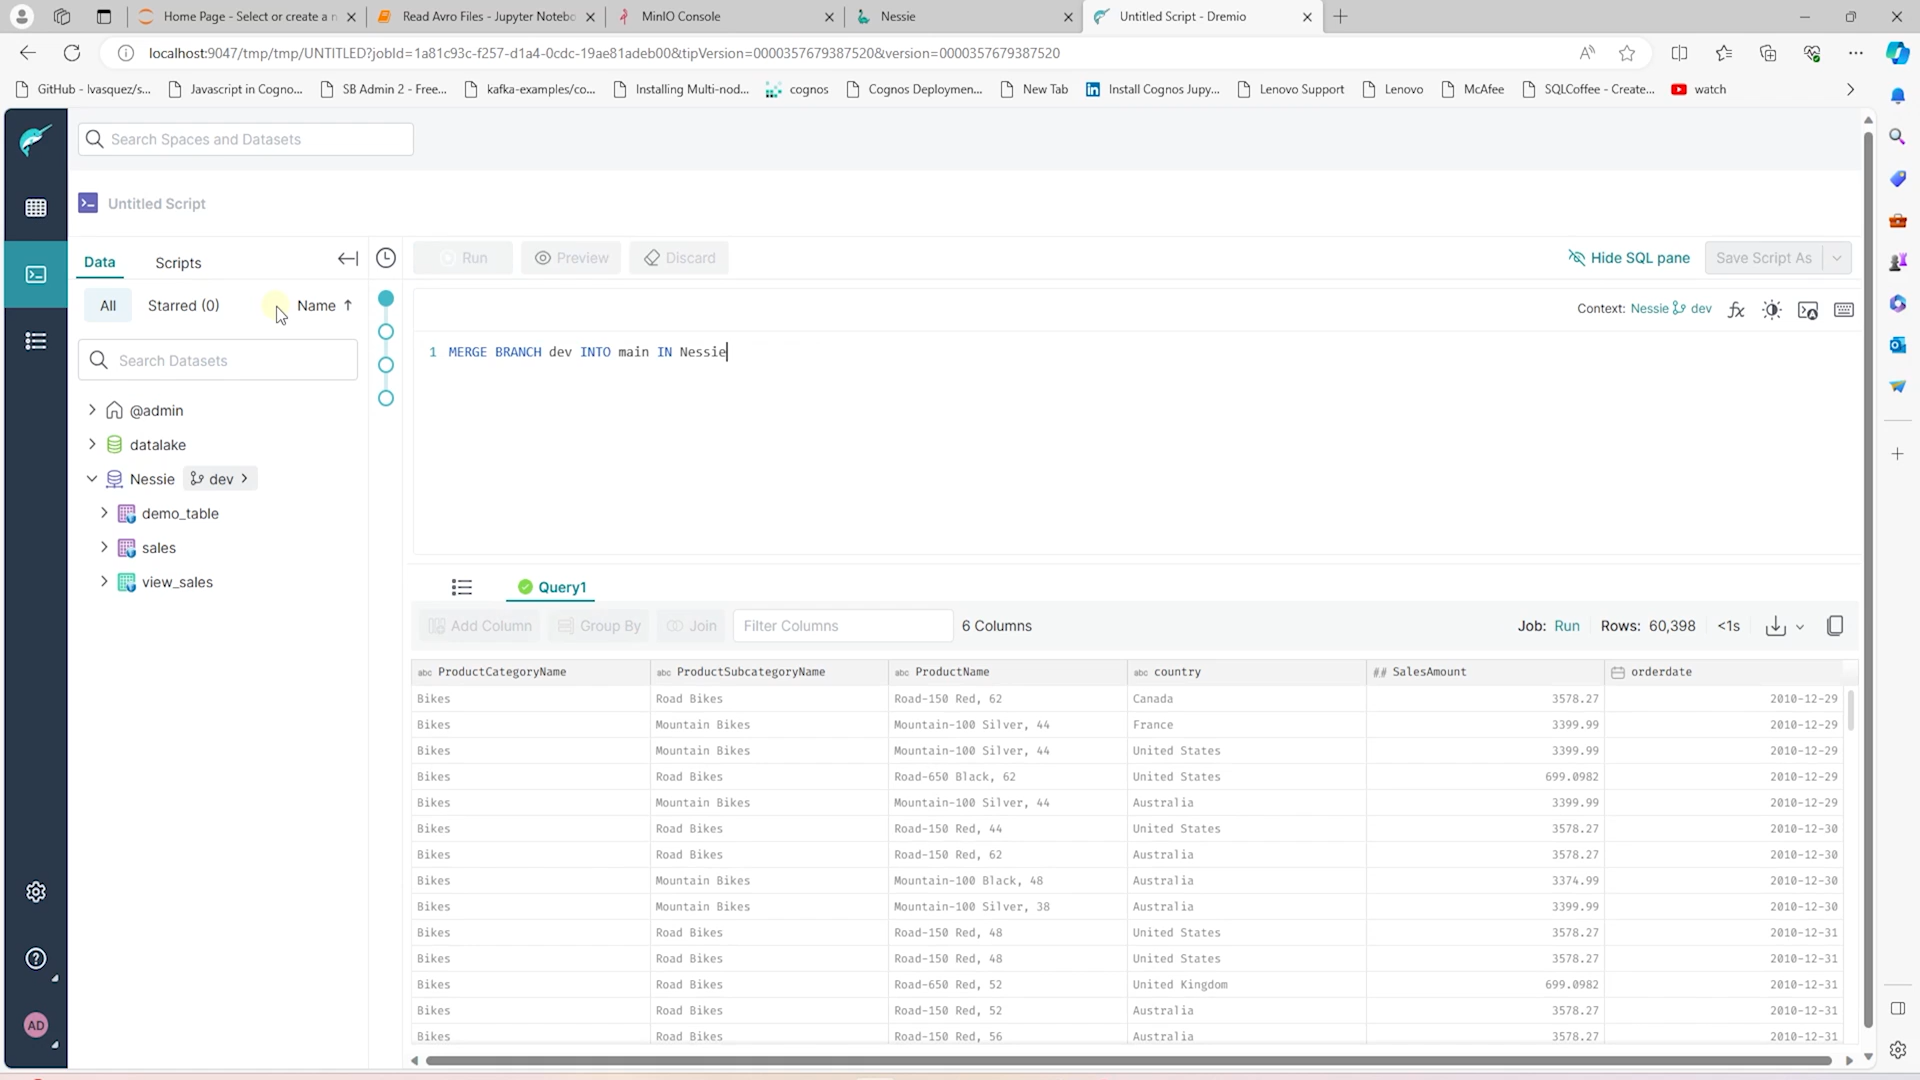 Home Page - Select or create a n
Read Avro Files - Jupyter Notebo
MinIO Console
Nessie
Untitled Script - Dremio
localhost:9047/tmp/tmp/UNTITLED?jobId=1a81c93c-f257-d1a4-0cdc-19ae81adeb00&tipVersion=0000357679387520&version=0000357679387520
GitHub - lvasquez/s...
Javascript in Cogno...
SB Admin 2 - Free...
kafka-examples/co...
Installing Multi-nod...
cognos
Cognos Deploymen...
New Tab
Install Cognos Jupy...
Lenovo Support
Lenovo
McAfee
SQLCoffee - Create...
watch
Search Spaces and Datasets
Untitled Script
Data
Scripts
Run
Preview
Discard
Hide SQL pane
Save Script As
All
Starred (0)
Name
Context: Nessie dev
Search Datasets
1 MERGE BRANCH dev INTO main IN Nessie
@admin
datalake
Nessie dev
demo_table
sales
view_sales
Query1
Add Column
Group By
Join
Filter Columns
6 Columns
Job: Run
Rows: 60,398
<1s
abc ProductCategoryName abc ProductSubcategoryName abc ProductName abc country ## SalesAmount orderdate
Bikes Road Bikes Road-150 Red, 62 Canada 3578.27 2010-12-29
Bikes Mountain Bikes Mountain-100 Silver, 44 France 3399.99 2010-12-29
Bikes Mountain Bikes Mountain-100 Silver, 44 United States 3399.99 2010-12-29
Bikes Road Bikes Road-650 Black, 62 United States 699.0982 2010-12-29
Bikes Mountain Bikes Mountain-100 Silver, 44 Australia 3399.99 2010-12-29
Bikes Road Bikes Road-150 Red, 44 United States 3578.27 2010-12-30
Bikes Road Bikes Road-150 Red, 62 Australia 3578.27 2010-12-30
Bikes Mountain Bikes Mountain-100 Black, 48 Australia 3374.99 2010-12-30
Bikes Mountain Bikes Mountain-100 Silver, 38 Australia 3399.99 2010-12-30
Bikes Road Bikes Road-150 Red, 48 United States 3578.27 2010-12-31
Bikes Road Bikes Road-150 Red, 48 United States 3578.27 2010-12-31
Bikes Road Bikes Road-650 Red, 52 United Kingdom 699.0982 2010-12-31
Bikes Road Bikes Road-150 Red, 52 Australia 3578.27 2010-12-31
Bikes Road Bikes Road-150 Red, 56 Australia 3578.27 2010-12-31
AD